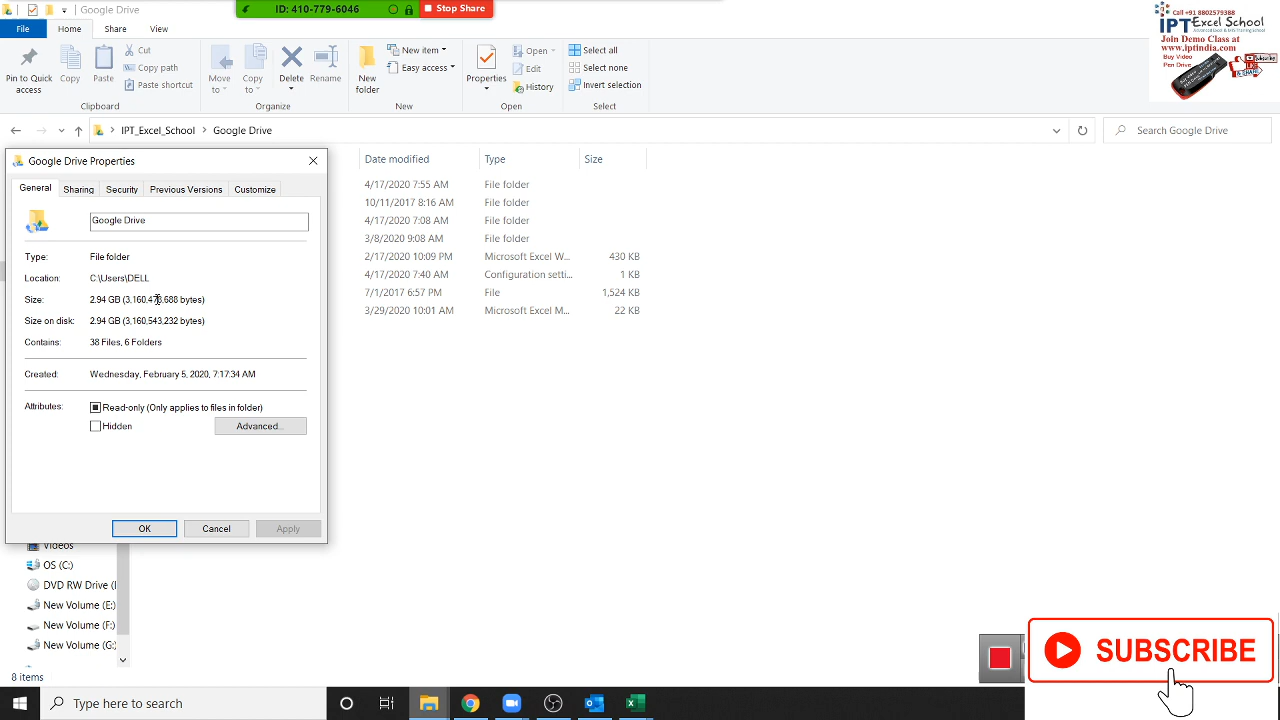 Google Drive
ID: 410-779-6046
Stop Share
Call +91 8802579388
IPT Excel School
Join Demo Class at
www.iptindia.com
Buy Video
Pen Drive
File Home Share View
Pin to Quick access
Copy
Paste
Cut
Copy path
Paste shortcut
Clipboard
Move to
Copy to
Delete
Rename
Organize
New folder
New item
Easy access
New
Properties
Open
Edit
History
Open
Select all
Select none
Invert selection
Select
IPT_Excel_School > Google Drive
Search Google Drive
Date modified Type Size
4/17/2020 7:55 AM File folder
10/11/2017 8:16 AM File folder
4/17/2020 7:08 AM File folder
3/8/2020 9:08 AM File folder
2/17/2020 10:09 PM Microsoft Excel W... 430 KB
4/17/2020 7:40 AM Configuration setti... 1 KB
7/1/2017 6:57 PM File 1,524 KB
3/29/2020 10:01 AM Microsoft Excel M... 22 KB
Google Drive Properties
General Sharing Security Previous Versions Customize
Google Drive
Type: File folder
Location: C:\Users\DELL
Size: 2.94 GB
Size on disk: 2.94 GB (3,160,543,232 bytes)
Contains: 38 Files, 6 Folders
Created: Wednesday, February 5, 2020, 7:17:34 AM
Attributes: Read-only (Only applies to files in folder)
Hidden Advanced...
OK Cancel Apply
Videos
OS (C:)
DVD RW Drive (
New Volume (E:)
New Volume (F:)
New Volume (G:
8 items
SUBSCRIBE
Type here to search